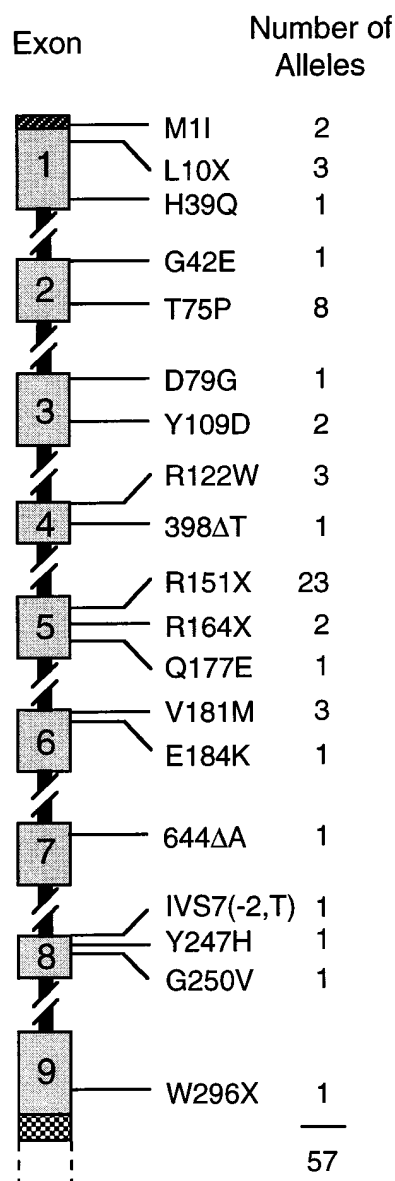 Exon Number of Alleles
1 M1I 2
L10X 3
H39Q 1
2 G42E 1
T75P 8
3 D79G 1
Y109D 2
4 R122W 3
398ΔT 1
5 R151X 23
R164X 2
Q177E 1
6 V181M 3
E184K 1
7 644ΔA 1
8 IVS7(-2,T) 1
Y247H 1
G250V 1
9 W296X 1
57